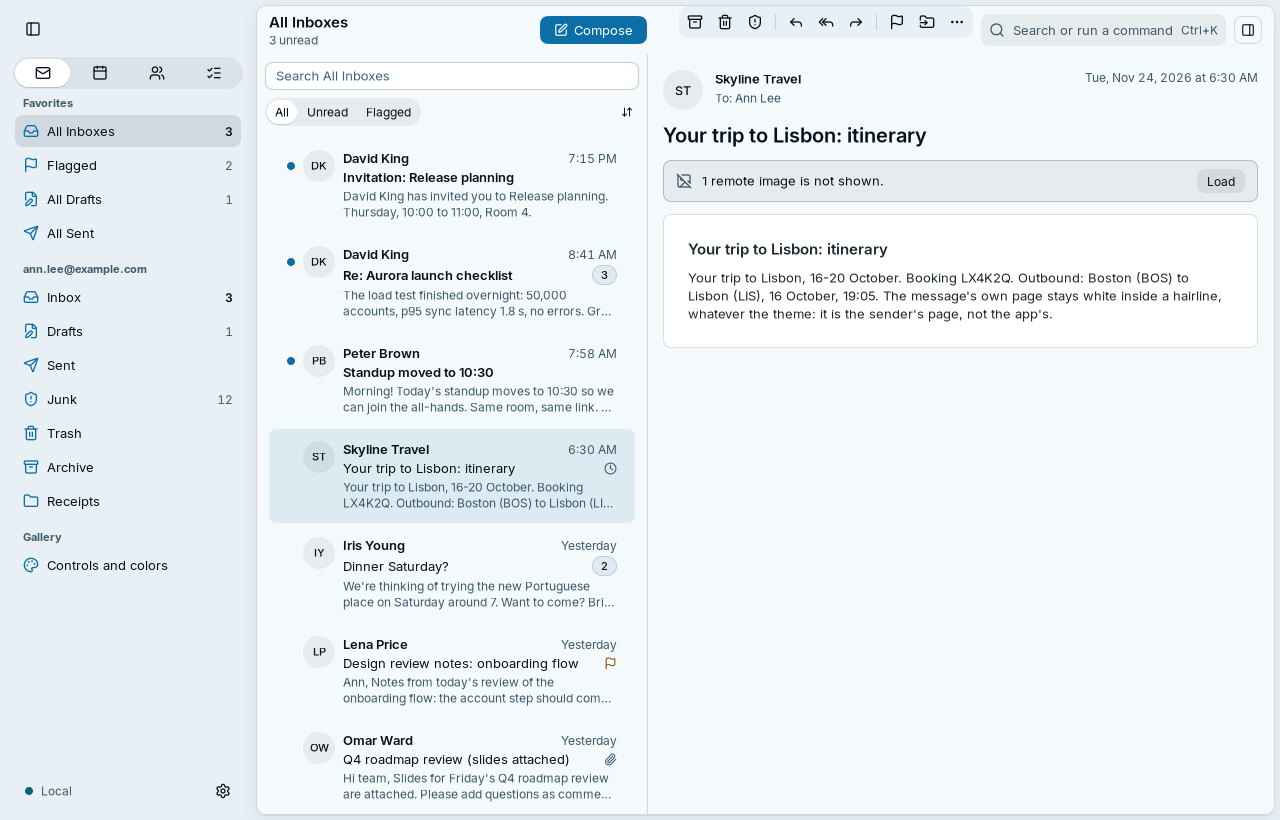 Favorites
All Inboxes 3
Flagged 2
All Drafts 1
All Sent
ann.lee@example.com
Inbox 3
Drafts 1
Sent
Junk 12
Trash
Archive
Receipts
Gallery
Controls and colors
Local
All Inboxes
3 unread
Compose
Search All Inboxes
All Unread Flagged
DK David King 7:15 PM
Invitation: Release planning
David King has invited you to Release planning.
Thursday, 10:00 to 11:00, Room 4.
DK David King 8:41 AM
Re: Aurora launch checklist 3
The load test finished overnight: 50,000
accounts, p95 sync latency 1.8 s, no errors. Gr…
PB Peter Brown 7:58 AM
Standup moved to 10:30
Morning! Today's standup moves to 10:30 so we
can join the all-hands. Same room, same link. …
ST Skyline Travel 6:30 AM
Your trip to Lisbon: itinerary
Your trip to Lisbon, 16-20 October. Booking
LX4K2Q. Outbound: Boston (BOS) to Lisbon (LI…
IY Iris Young Yesterday
Dinner Saturday? 2
We're thinking of trying the new Portuguese
place on Saturday around 7. Want to come? Bri…
LP Lena Price Yesterday
Design review notes: onboarding flow
Ann, Notes from today's review of the
onboarding flow: the account step should com…
OW Omar Ward Yesterday
Q4 roadmap review (slides attached)
Hi team, Slides for Friday's Q4 roadmap review
are attached. Please add questions as comme…
Search or run a command Ctrl+K
ST Skyline Travel Tue, Nov 24, 2026 at 6:30 AM
To: Ann Lee
Your trip to Lisbon: itinerary
1 remote image is not shown. Load
Your trip to Lisbon: itinerary
Your trip to Lisbon, 16-20 October. Booking LX4K2Q. Outbound: Boston (BOS) to
Lisbon (LIS), 16 October, 19:05. The message's own page stays white inside a hairline,
whatever the theme: it is the sender's page, not the app's.